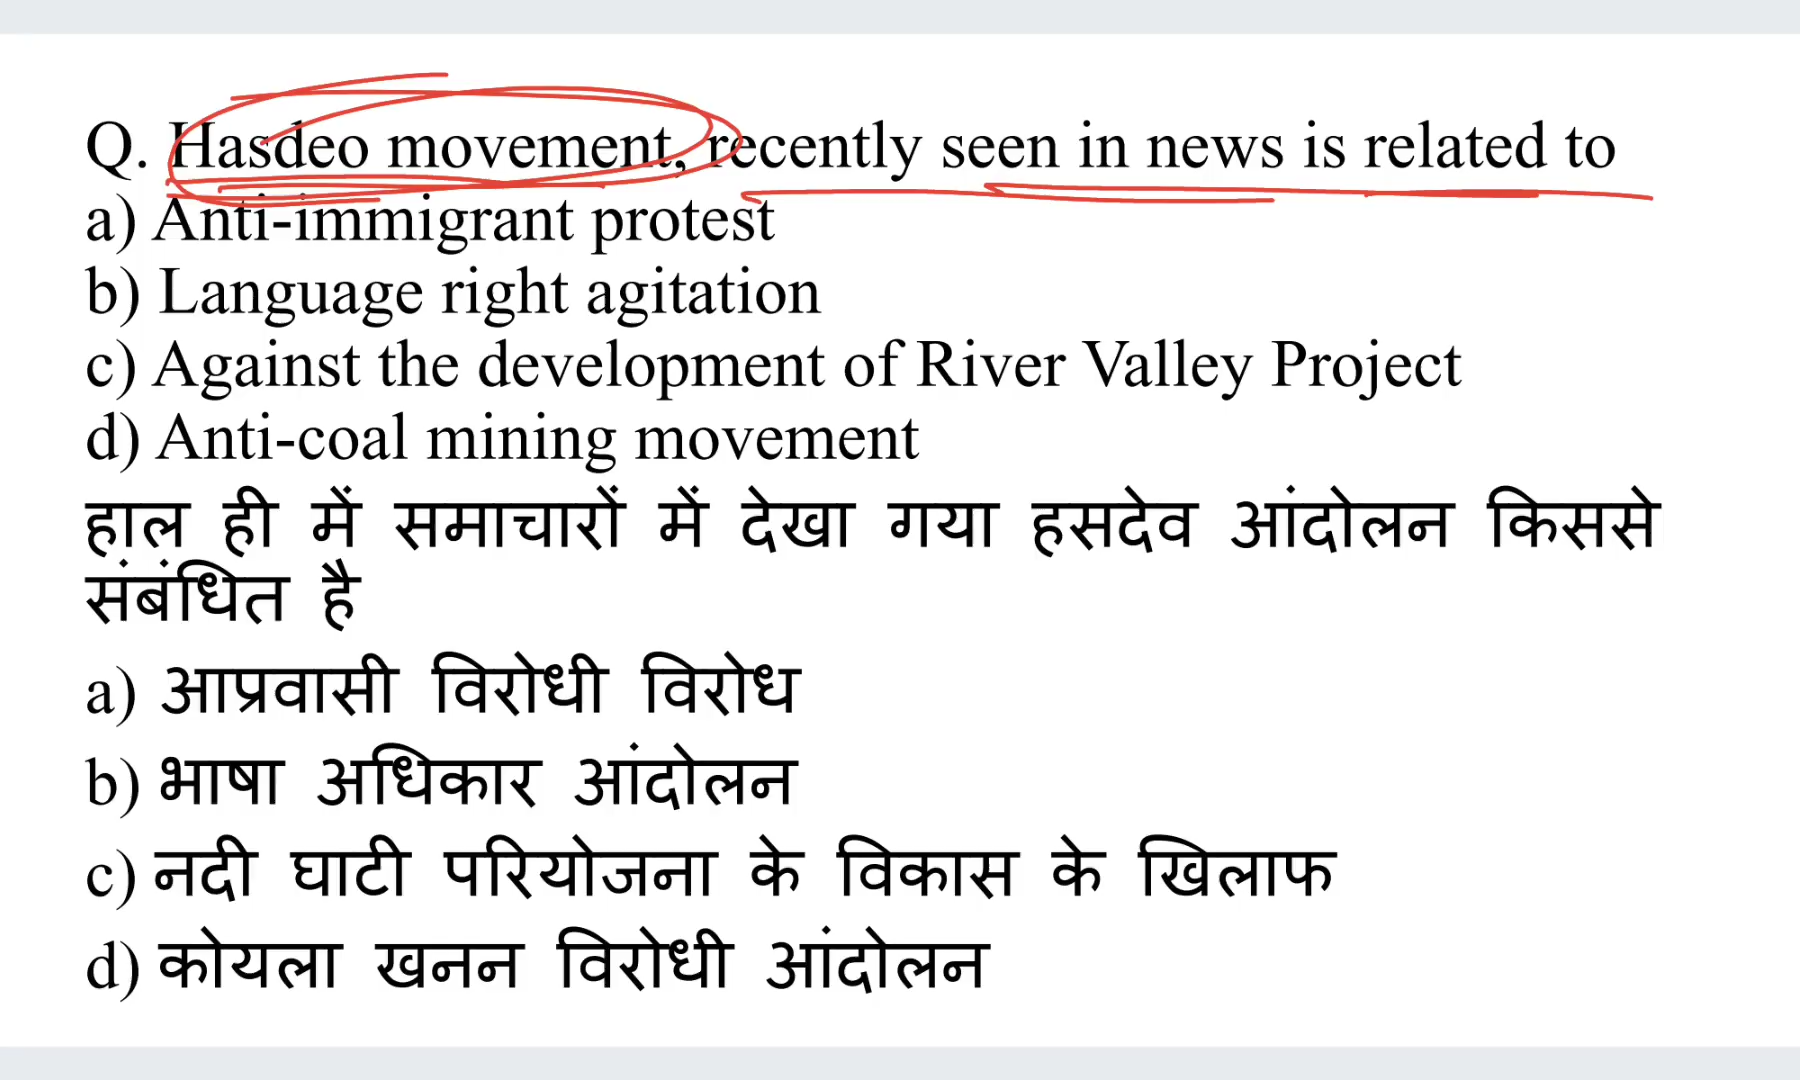 Q. Hasdeo movement, recently seen in news is related to
a) Anti-immigrant protest
b) Language right agitation
c) Against the development of River Valley Project
d) Anti-coal mining movement
हाल ही में समाचारों में देखा गया हसदेव आंदोलन किससे
संबंधित है
a) आप्रवासी विरोधी विरोध
b) भाषा अधिकार आंदोलन
c) नदी घाटी परियोजना के विकास के खिलाफ
d) कोयला खनन विरोधी आंदोलन